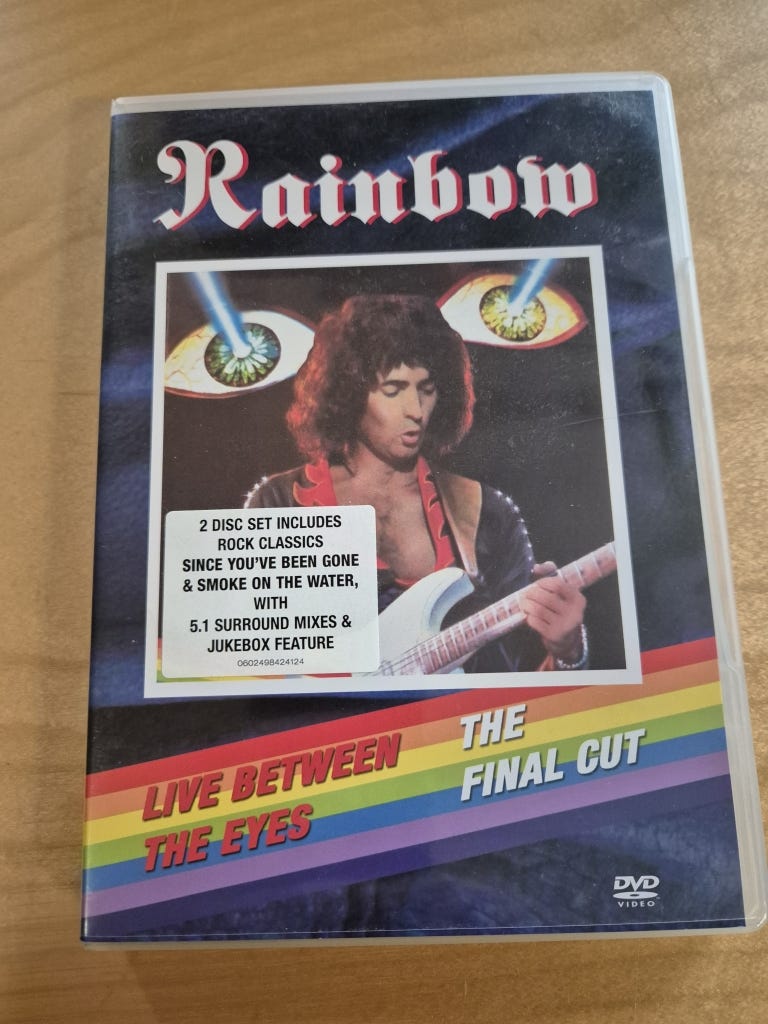 Rainbow
2 DISC SET INCLUDES
ROCK CLASSICS
SINCE YOU'VE BEEN GONE
& SMOKE ON THE WATER,
WITH
5.1 SURROUND MIXES &
JUKEBOX FEATURE
0602498424124
LIVE BETWEEN
THE EYES
THE
FINAL CUT
DVD
VIDEO